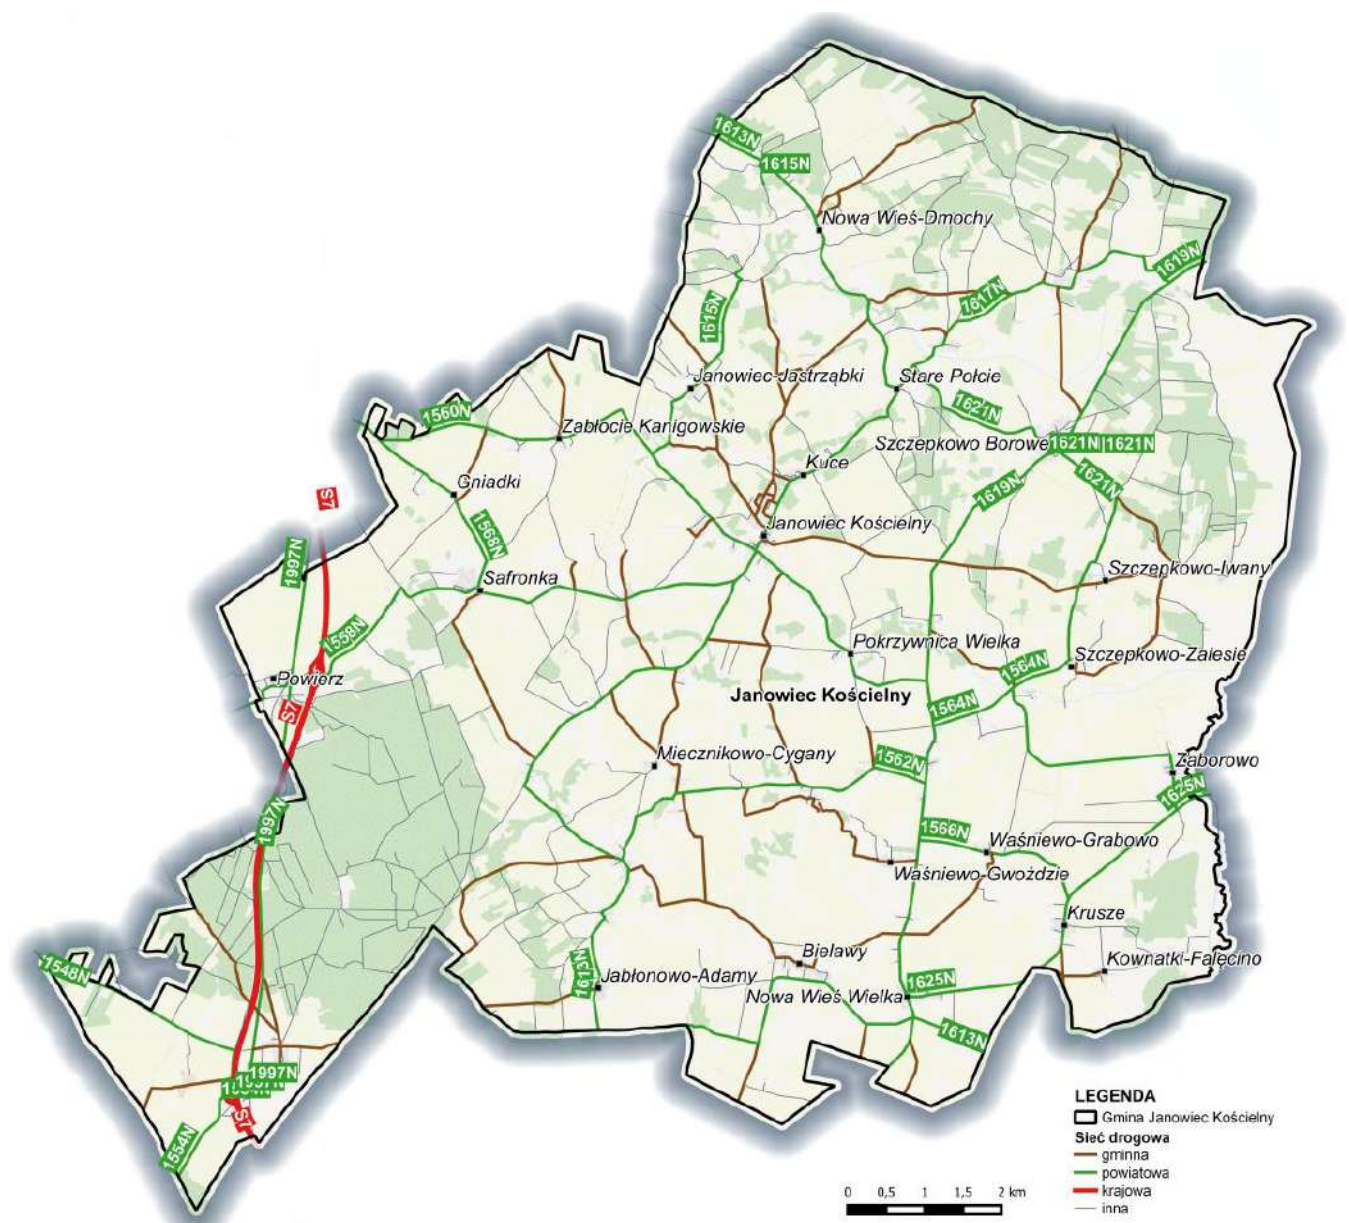 1613N
1615N
Nowa Wieś-Dmochy
1619N
1617N
1615N
Janowiec-Jastrząbki
Stare Połcie
1560N
1621N
Zabłocie Kanigowskie
Szczepkowo Borowe
1621N
1621N
Kuce
Gniadki
1619N
1621N
S7
Janowiec Kościelny
1568N
1997N
Safronka
Szczepkowo-Iwany
1558N
Pokrzywnica Wielka
Szczepkowo-Zalesie
1564N
Powierz
Janowiec Kościelny
1564N
S7
Miecznikowo-Cygany
1562N
Zaborowo
1625N
1997N
1566N
Waśniewo-Grabowo
Waśniewo-Gwoździe
Krusze
Bielawy
Kownatki-Falęcino
1548N
1613N
Jabłonowo-Adamy
Nowa Wieś Wielka
1625N
1613N
1997N
S7
1554N
LEGENDA
Gmina Janowiec Kościelny
Sieć drogowa
gminna
powiatowa
krajowa
inna
0 0,5 1 1,5 2 km